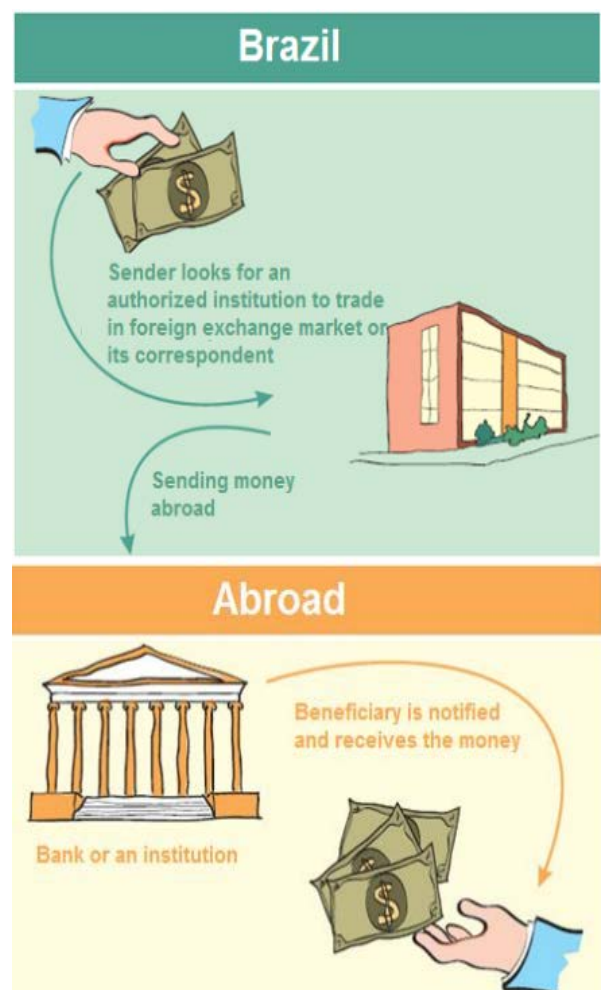 Brazil
Sender looks for an
authorized institution to trade
in foreign exchange market or
its correspondent
Sending money
abroad
Abroad
Beneficiary is notified
and receives the money
Bank or an institution